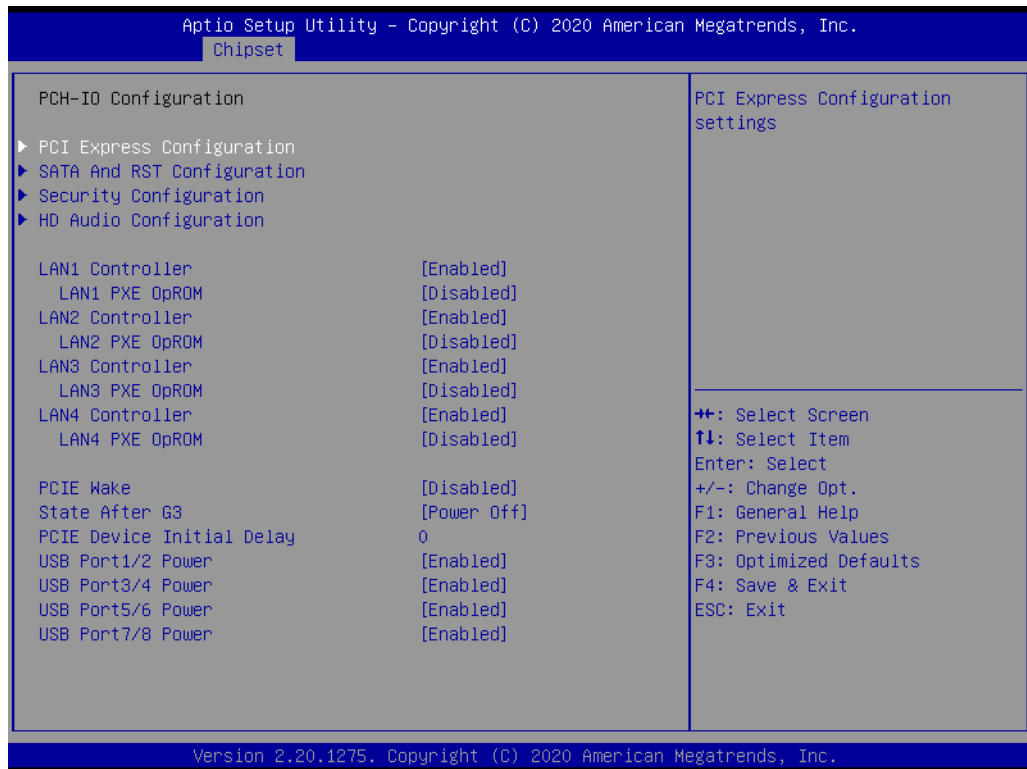 Aptio Setup Utility – Copyright (C) 2020 American Megatrends, Inc.
Chipset
PCH-IO Configuration
PCI Express Configuration
SATA And RST Configuration
Security Configuration
HD Audio Configuration
LAN1 Controller [Enabled]
LAN1 PXE OpROM [Disabled]
LAN2 Controller [Enabled]
LAN2 PXE OpROM [Disabled]
LAN3 Controller [Enabled]
LAN3 PXE OpROM [Disabled]
LAN4 Controller [Enabled]
LAN4 PXE OpROM [Disabled]
PCIE Wake [Disabled]
State After G3 [Power Off]
PCIE Device Initial Delay 0
USB Port1/2 Power [Enabled]
USB Port3/4 Power [Enabled]
USB Port5/6 Power [Enabled]
USB Port7/8 Power [Enabled]
PCI Express Configuration
settings
→←: Select Screen
↑↓: Select Item
Enter: Select
+/-: Change Opt.
F1: General Help
F2: Previous Values
F3: Optimized Defaults
F4: Save & Exit
ESC: Exit
Version 2.20.1275. Copyright (C) 2020 American Megatrends, Inc.